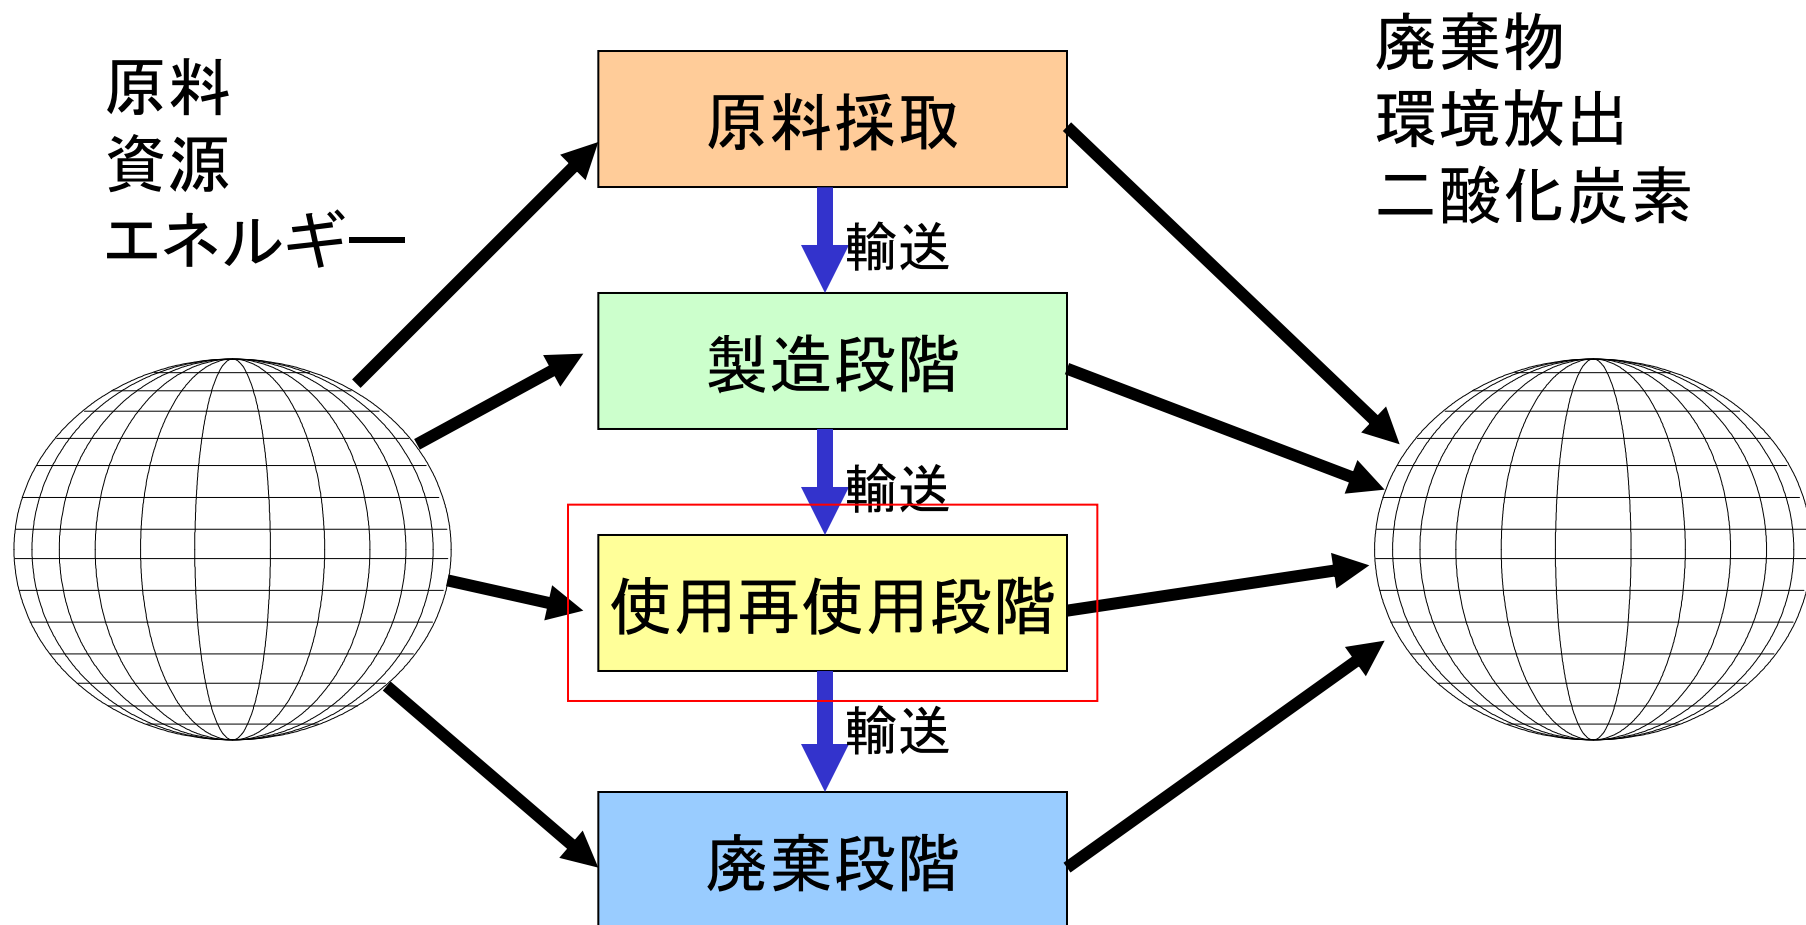 原料
資源
エネルギー
原料採取
輸送
製造段階
輸送
使用再使用段階
輸送
廃棄段階
廃棄物
環境放出
二酸化炭素